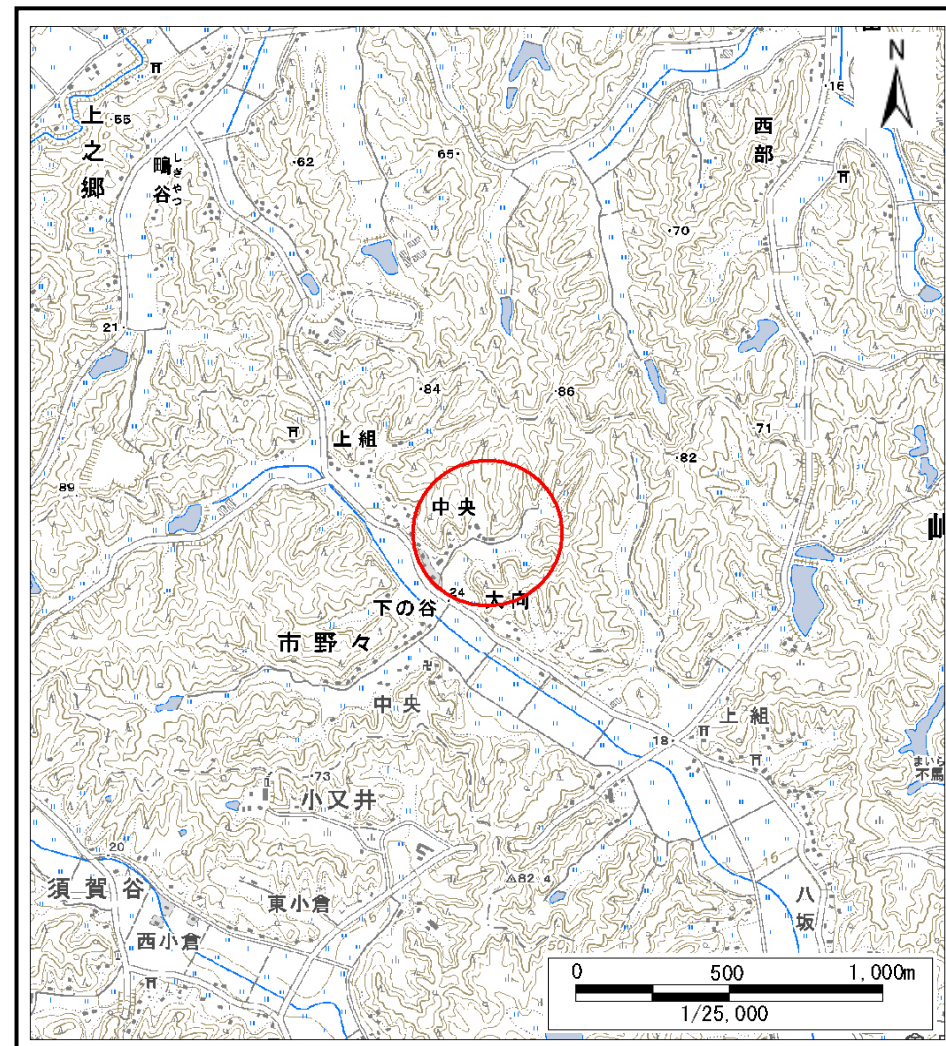 N
·16
上之郷
·55
鴫谷
しぎやつ
·62
65·
西部
·70
21
·84
·86
71
上組
·82
89
中央
24
大向
下の谷
市野々
中央
上組
18
まいら
·73
小又井
20
須賀谷
東小倉
△82.4
15
八坂
西小倉
50
0 500 1,000m
1/25,000